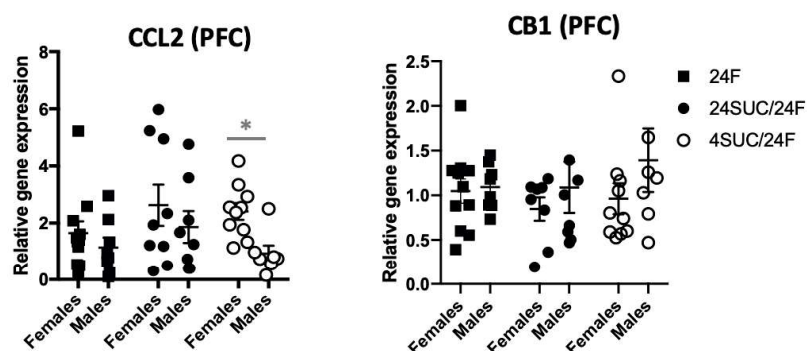 CCL2 (PFC)
Relative gene expression
8
6
4
2
0
*
Females
Males
Females
Males
Females
Males
CB1 (PFC)
Relative gene expression
2.5
2.0
1.5
1.0
0.5
0.0
Females
Males
Females
Males
Females
Males
24F
24SUC/24F
4SUC/24F